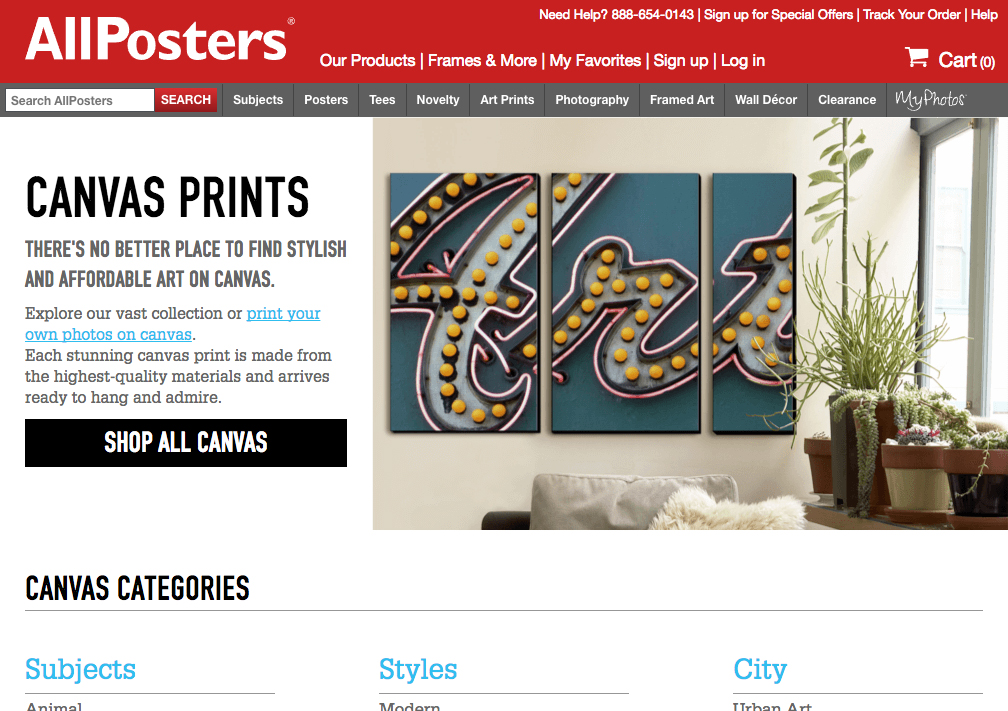 Need Help? 888-654-0143 | Sign up for Special Offers | Track Your Order | Help
AllPosters®
Our Products | Frames & More | My Favorites | Sign up | Log in
Cart (0)
Search AllPosters SEARCH Subjects Posters Tees Novelty Art Prints Photography Framed Art Wall Décor Clearance MyPhotos
CANVAS PRINTS
THERE'S NO BETTER PLACE TO FIND STYLISH
AND AFFORDABLE ART ON CANVAS.
Explore our vast collection or print your
own photos on canvas.
Each stunning canvas print is made from
the highest-quality materials and arrives
ready to hang and admire.
SHOP ALL CANVAS
Art
CANVAS CATEGORIES
Subjects Styles City
Animal Modern Urban Art